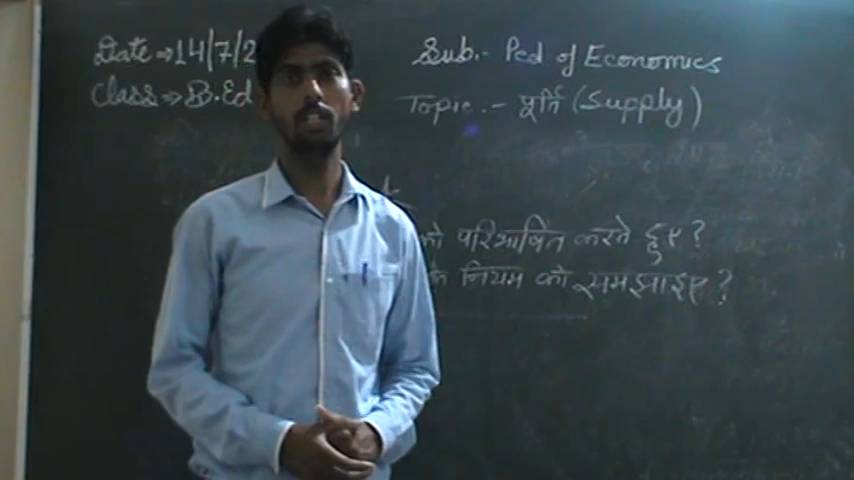 Date → 14/7/2
Sub.- Ped of Economics
Class → B.Ed
Topic.- पूर्ति (Supply)
को परिभाषित करते हुए?
नियम को समझाइए?